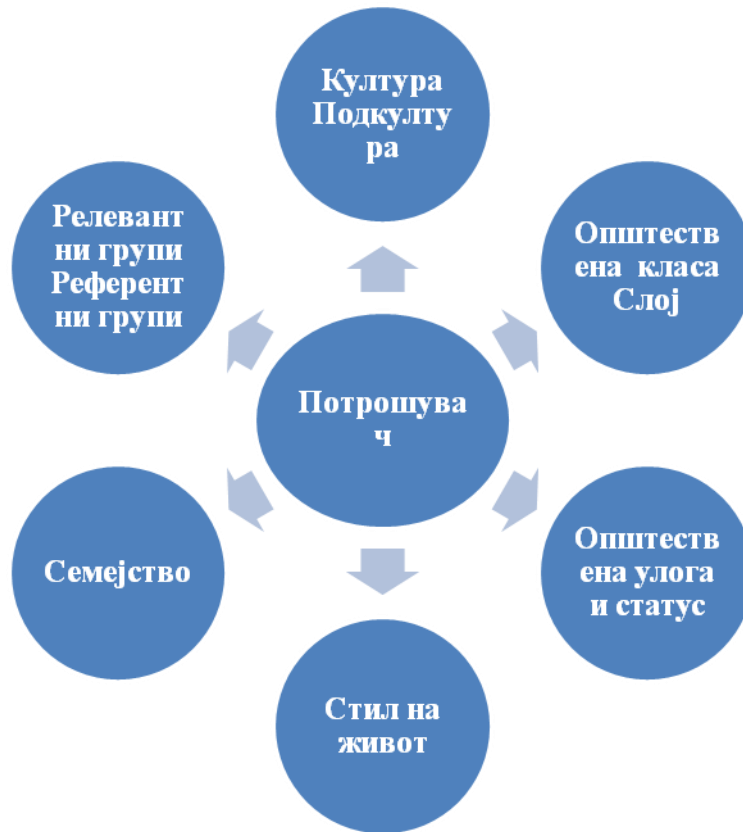 Култура
Подкулту
ра
Општеств
ена класа
Слој
Општеств
ена улога
и статус
Стил на
живот
Семејство
Релевант
ни групи
Референт
ни групи
Потрошува
ч